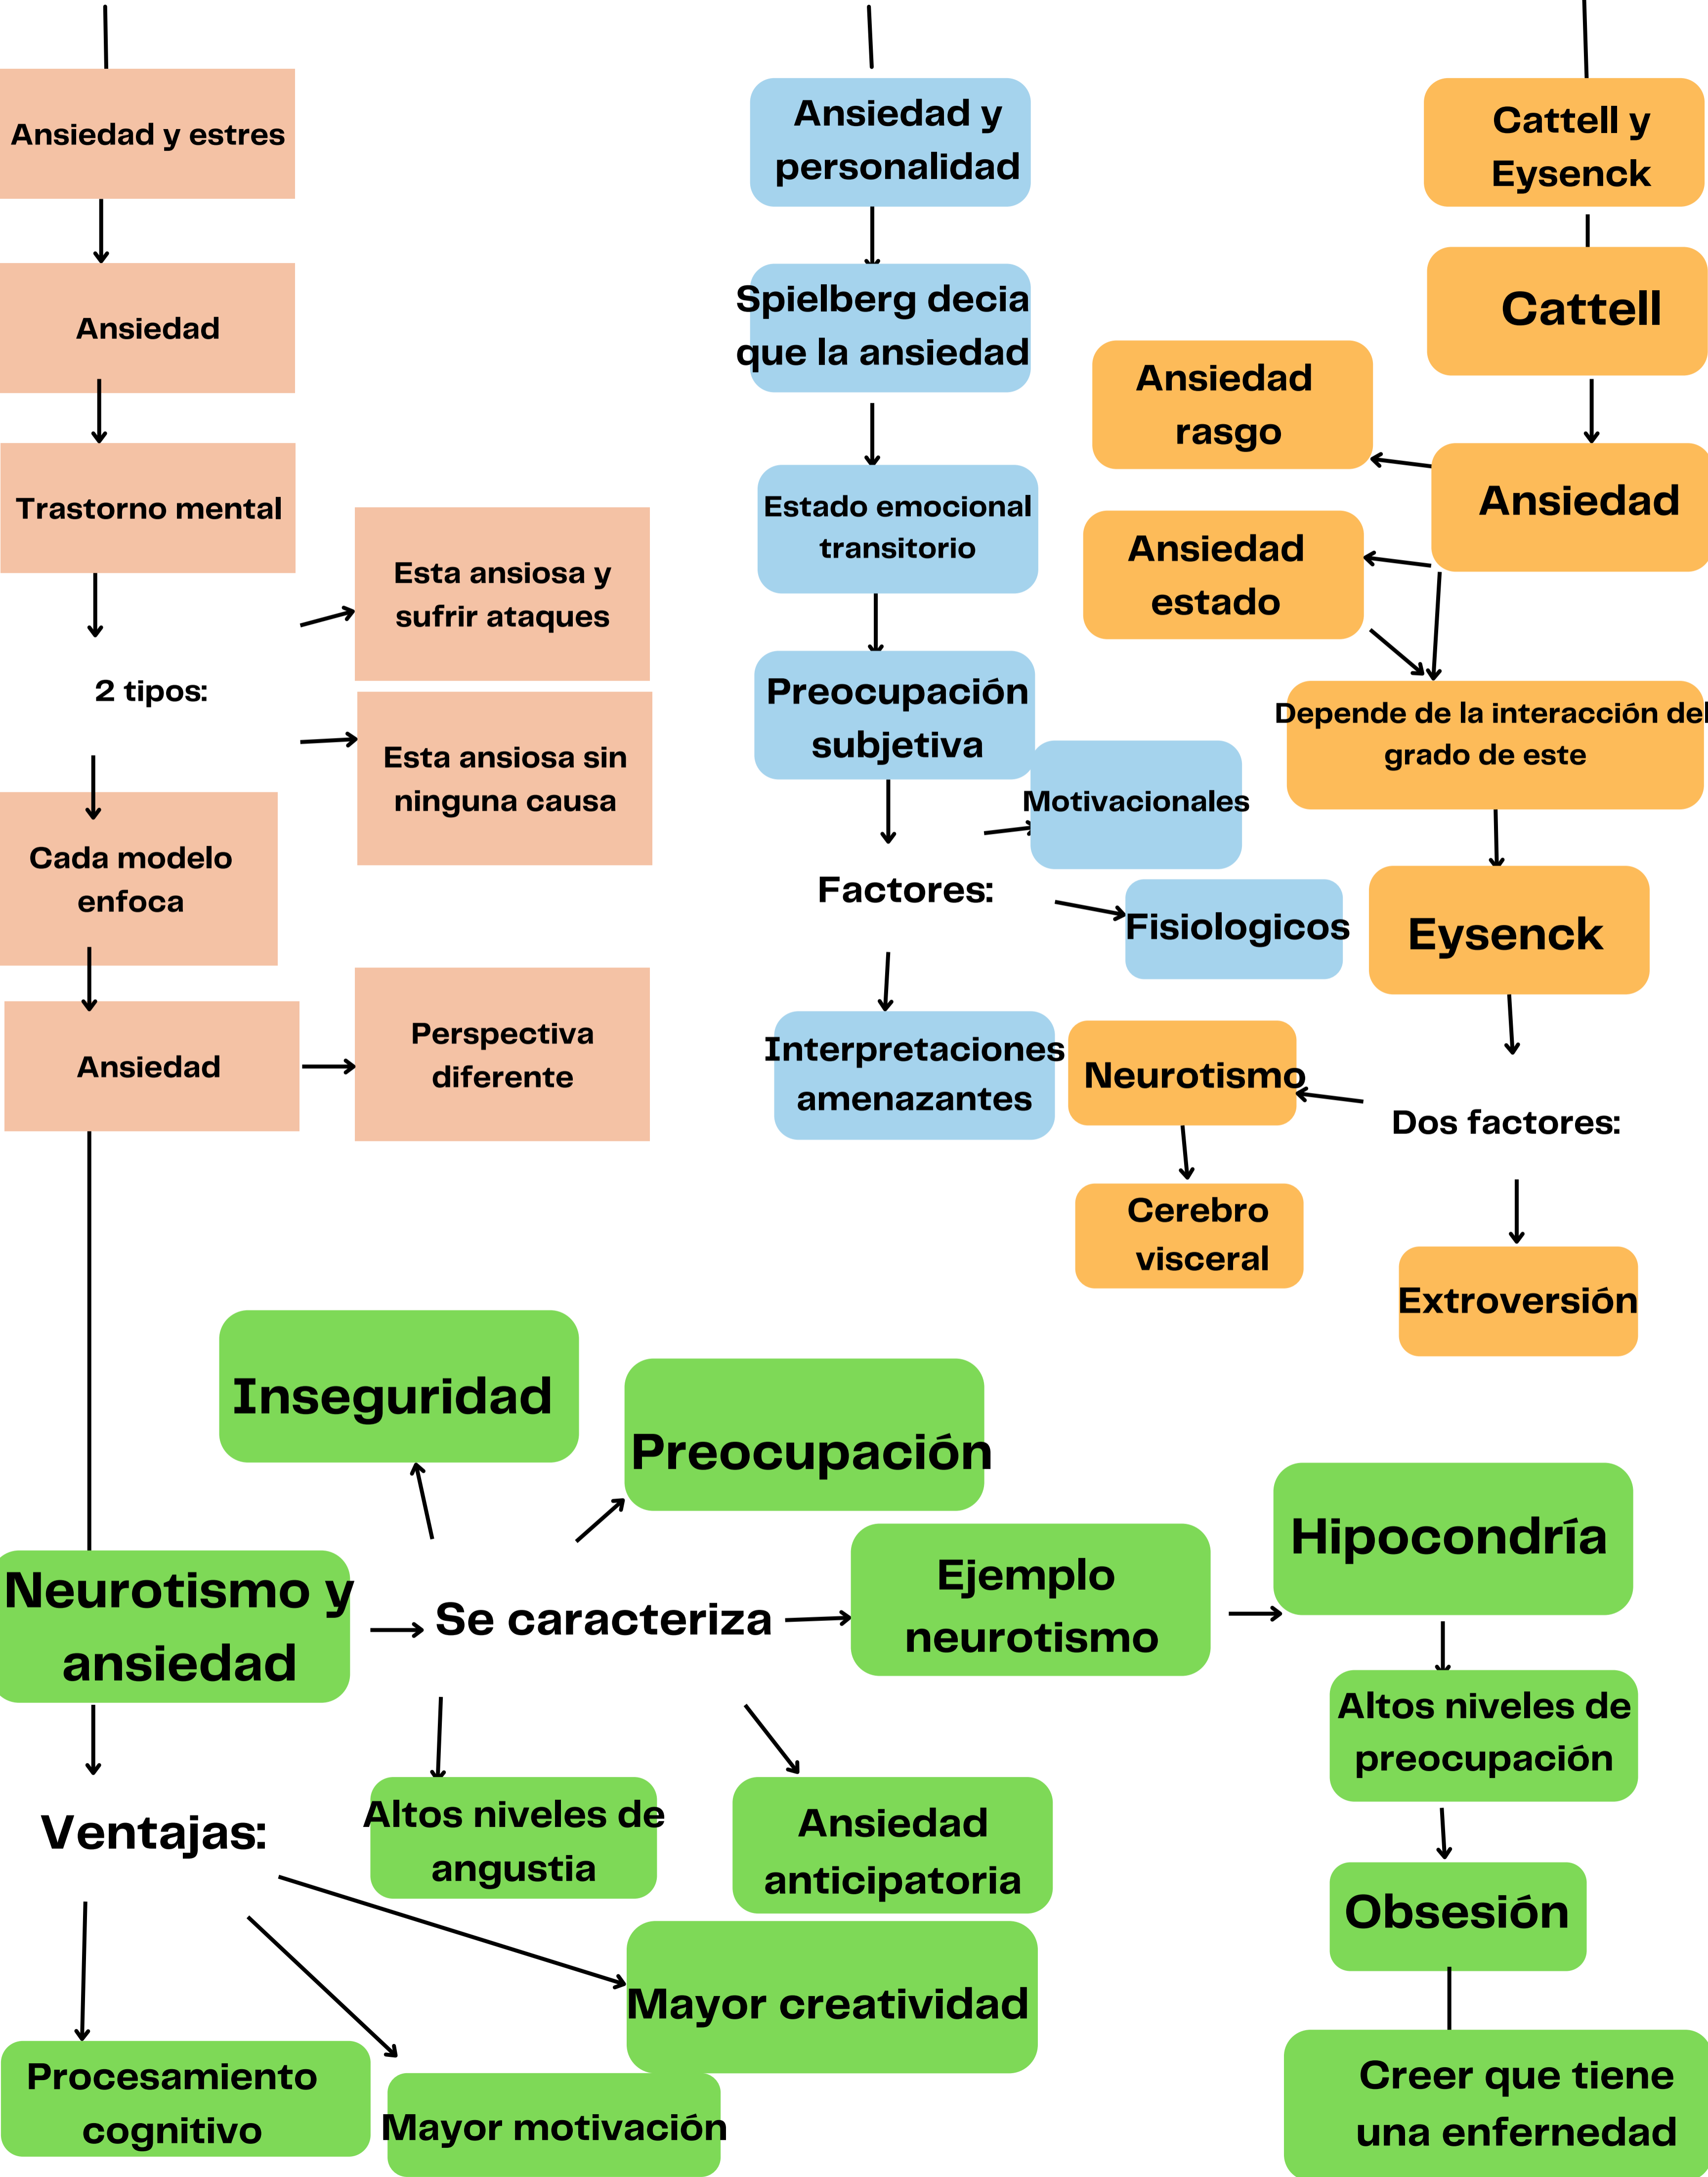 Ansiedad y estres
Ansiedad
Trastorno mental
2 tipos:
Esta ansiosa y
sufrir ataques
Esta ansiosa sin
ninguna causa
Cada modelo
enfoca
Ansiedad
Perspectiva
diferente
Ansiedad y
personalidad
Spielberg decia
que la ansiedad
Estado emocional
transitorio
Preocupación
subjetiva
Factores:
Motivacionales
Fisiologicos
Interpretaciones
amenazantes
Cattell y
Eysenck
Cattell
Ansiedad
Ansiedad
rasgo
Ansiedad
estado
Depende de la interacción del
grado de este
Eysenck
Dos factores:
Neurotismo
Cerebro
visceral
Extroversión
Neurotismo y
ansiedad
Se caracteriza
Inseguridad
Preocupación
Ejemplo
neurotismo
Hipocondría
Altos niveles de
preocupación
Obsesión
Creer que tiene
una enfernedad
Altos niveles de
angustia
Ansiedad
anticipatoria
Ventajas:
Mayor creatividad
Procesamiento
cognitivo
Mayor motivación